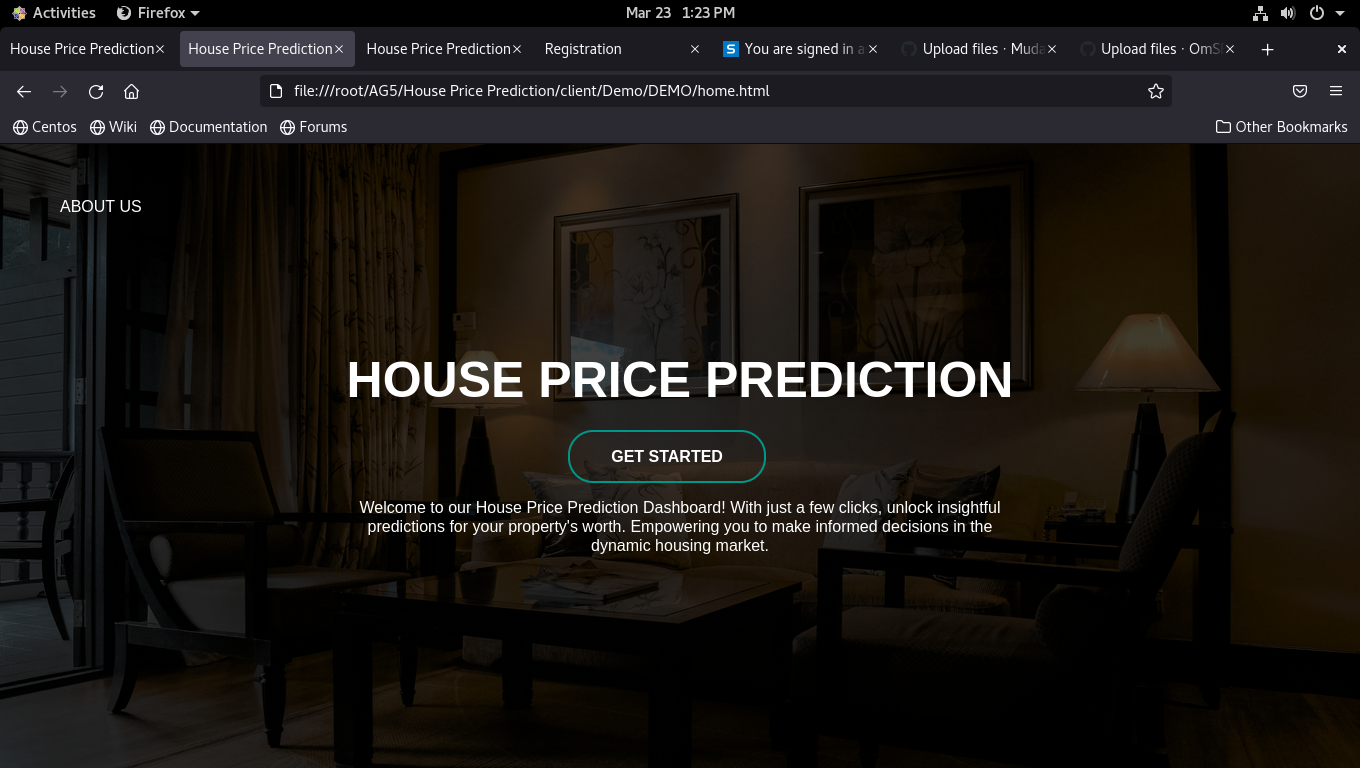 Activities Firefox Mar 23 1:23 PM
House Price Prediction House Price Prediction House Price Prediction Registration You are signed in a Upload files · Muda Upload files · OmS
file:///root/AG5/House Price Prediction/client/Demo/DEMO/home.html
Centos Wiki Documentation Forums Other Bookmarks
ABOUT US
HOUSE PRICE PREDICTION
GET STARTED
Welcome to our House Price Prediction Dashboard! With just a few clicks, unlock insightful
predictions for your property's worth. Empowering you to make informed decisions in the
dynamic housing market.